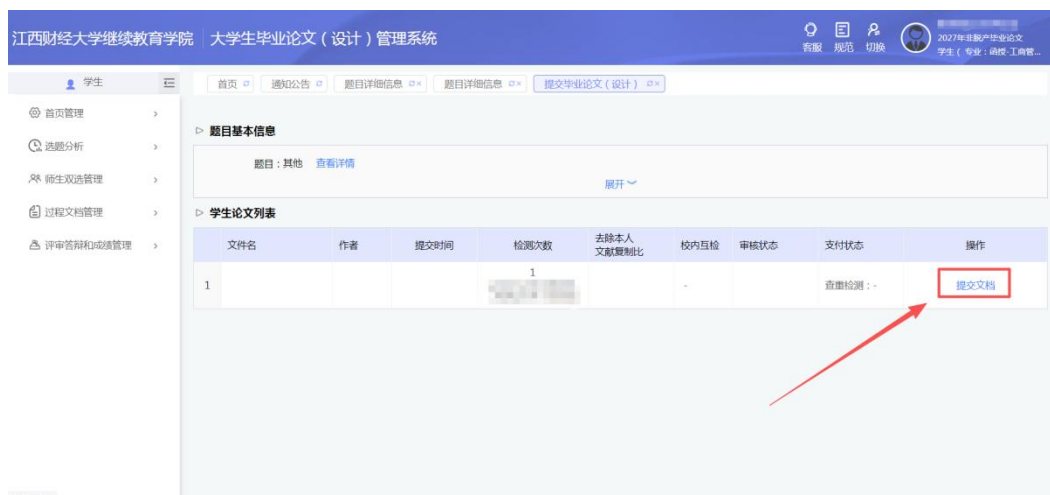 江西财经大学继续教育学院 大学生毕业论文（设计）管理系统
客服 规范 切换
2027年非脱产毕业论文
学生（ 专业：函授-工商管...
学生
首页 通知公告 题目详细信息 题目详细信息 提交毕业论文（设计）
首页管理
选题分析
师生双选管理
过程文档管理
评审答辩和成绩管理
题目基本信息
题目：其他 查看详情
展开
学生论文列表
文件名 作者 提交时间 检测次数 去除本人文献复制比 校内互检 审核状态 支付状态 操作
1 1 - 查重检测：- 提交文档